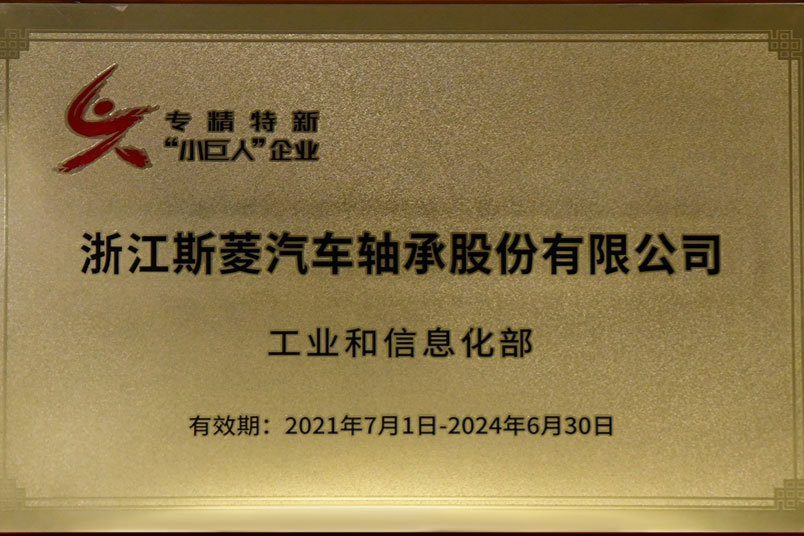 专精特新
“小巨人”企业
浙江斯菱汽车轴承股份有限公司
工业和信息化部
有效期：2021年7月1日-2024年6月30日